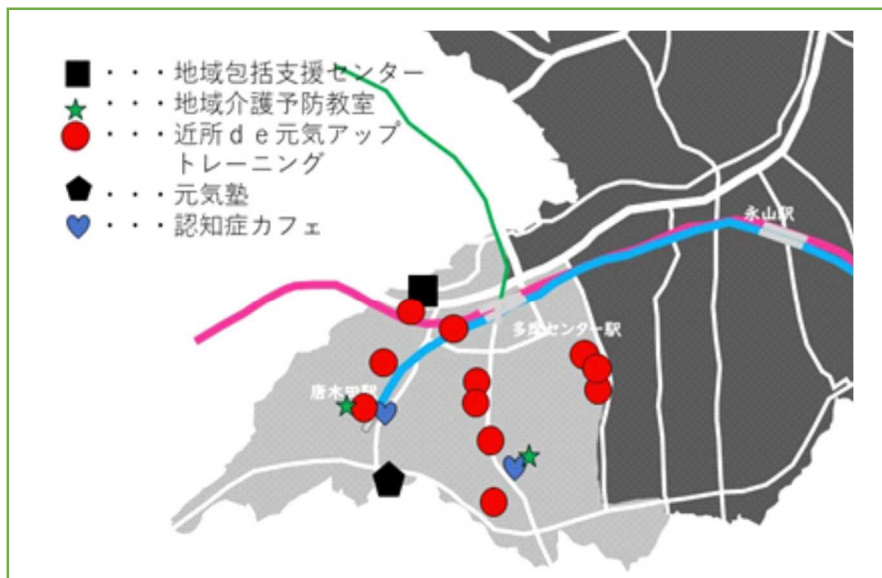 ・・・地域包括支援センター
・・・地域介護予防教室
・・・近所ｄｅ元気アップ
トレーニング
・・・元気塾
・・・認知症カフェ
永山駅
多摩センター駅
唐木田駅